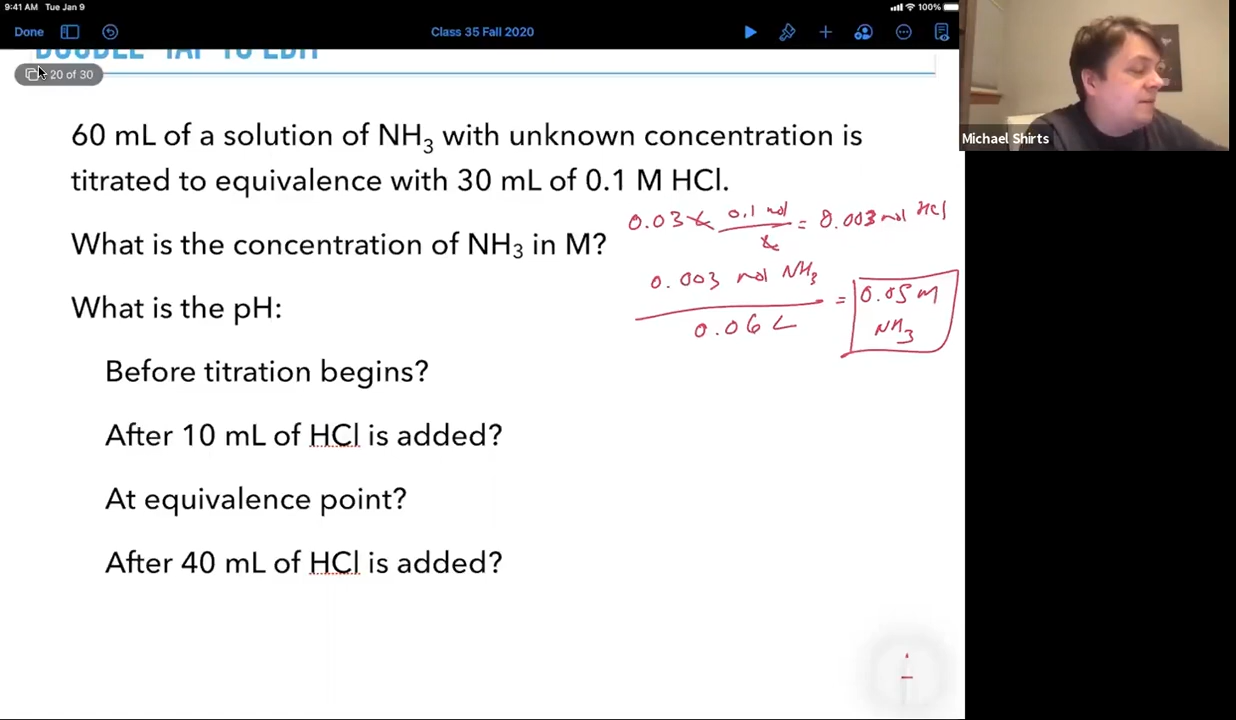 9:41 AM Tue Jan 9
100%
Done
Class 35 Fall 2020
DOUBLE-TAP TO EDIT
20 of 30
Michael Shirts
60 mL of a solution of NH₃ with unknown concentration is
titrated to equivalence with 30 mL of 0.1 M HCl.
What is the concentration of NH₃ in M?
0.03 L 0.1 mol / L = 0.003 mol HCl
0.003 mol NH₃
0.06 L
= 0.05 M
NH₃
What is the pH:
Before titration begins?
After 10 mL of HCl is added?
At equivalence point?
After 40 mL of HCl is added?